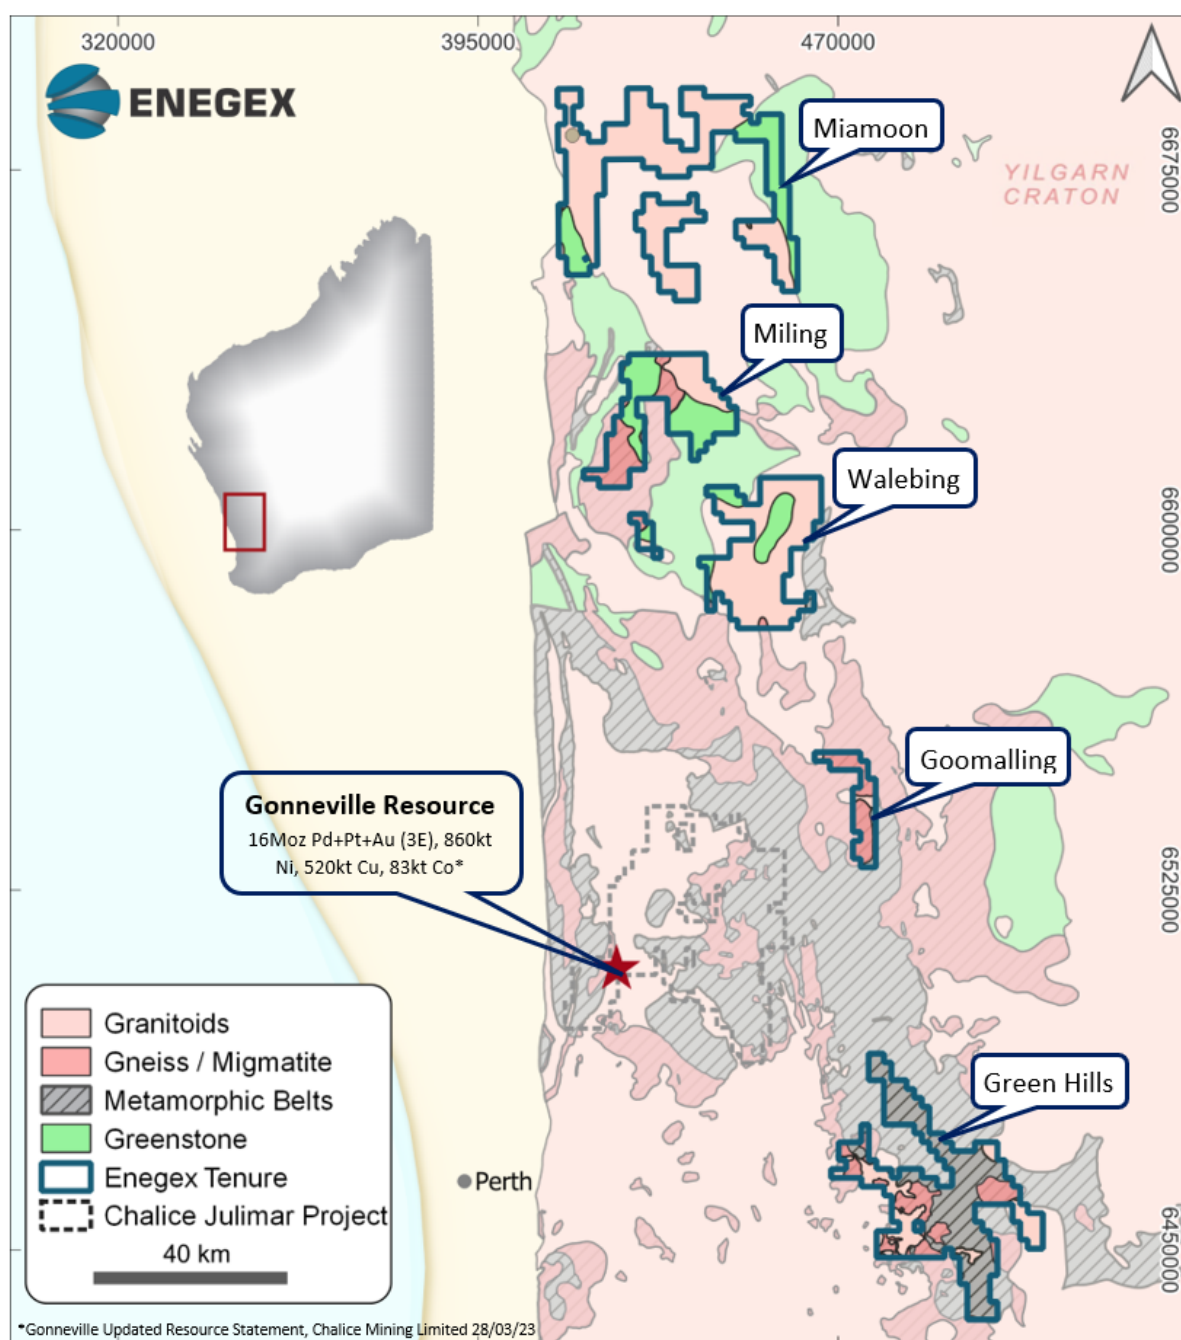 320000
395000
470000
ENEGEX
Miamoon
6675000
YILGARN
CRATON
Miling
Walebing
6600000
Goomalling
Gonneville Resource
16Moz Pd+Pt+Au (3E), 860kt
Ni, 520kt Cu, 83kt Co*
6525000
Granitoids
Gneiss / Migmatite
Metamorphic Belts
Greenstone
Enegex Tenure
Chalice Julimar Project
40 km
Green Hills
Perth
6450000
*Gonneville Updated Resource Statement, Chalice Mining Limited 28/03/23